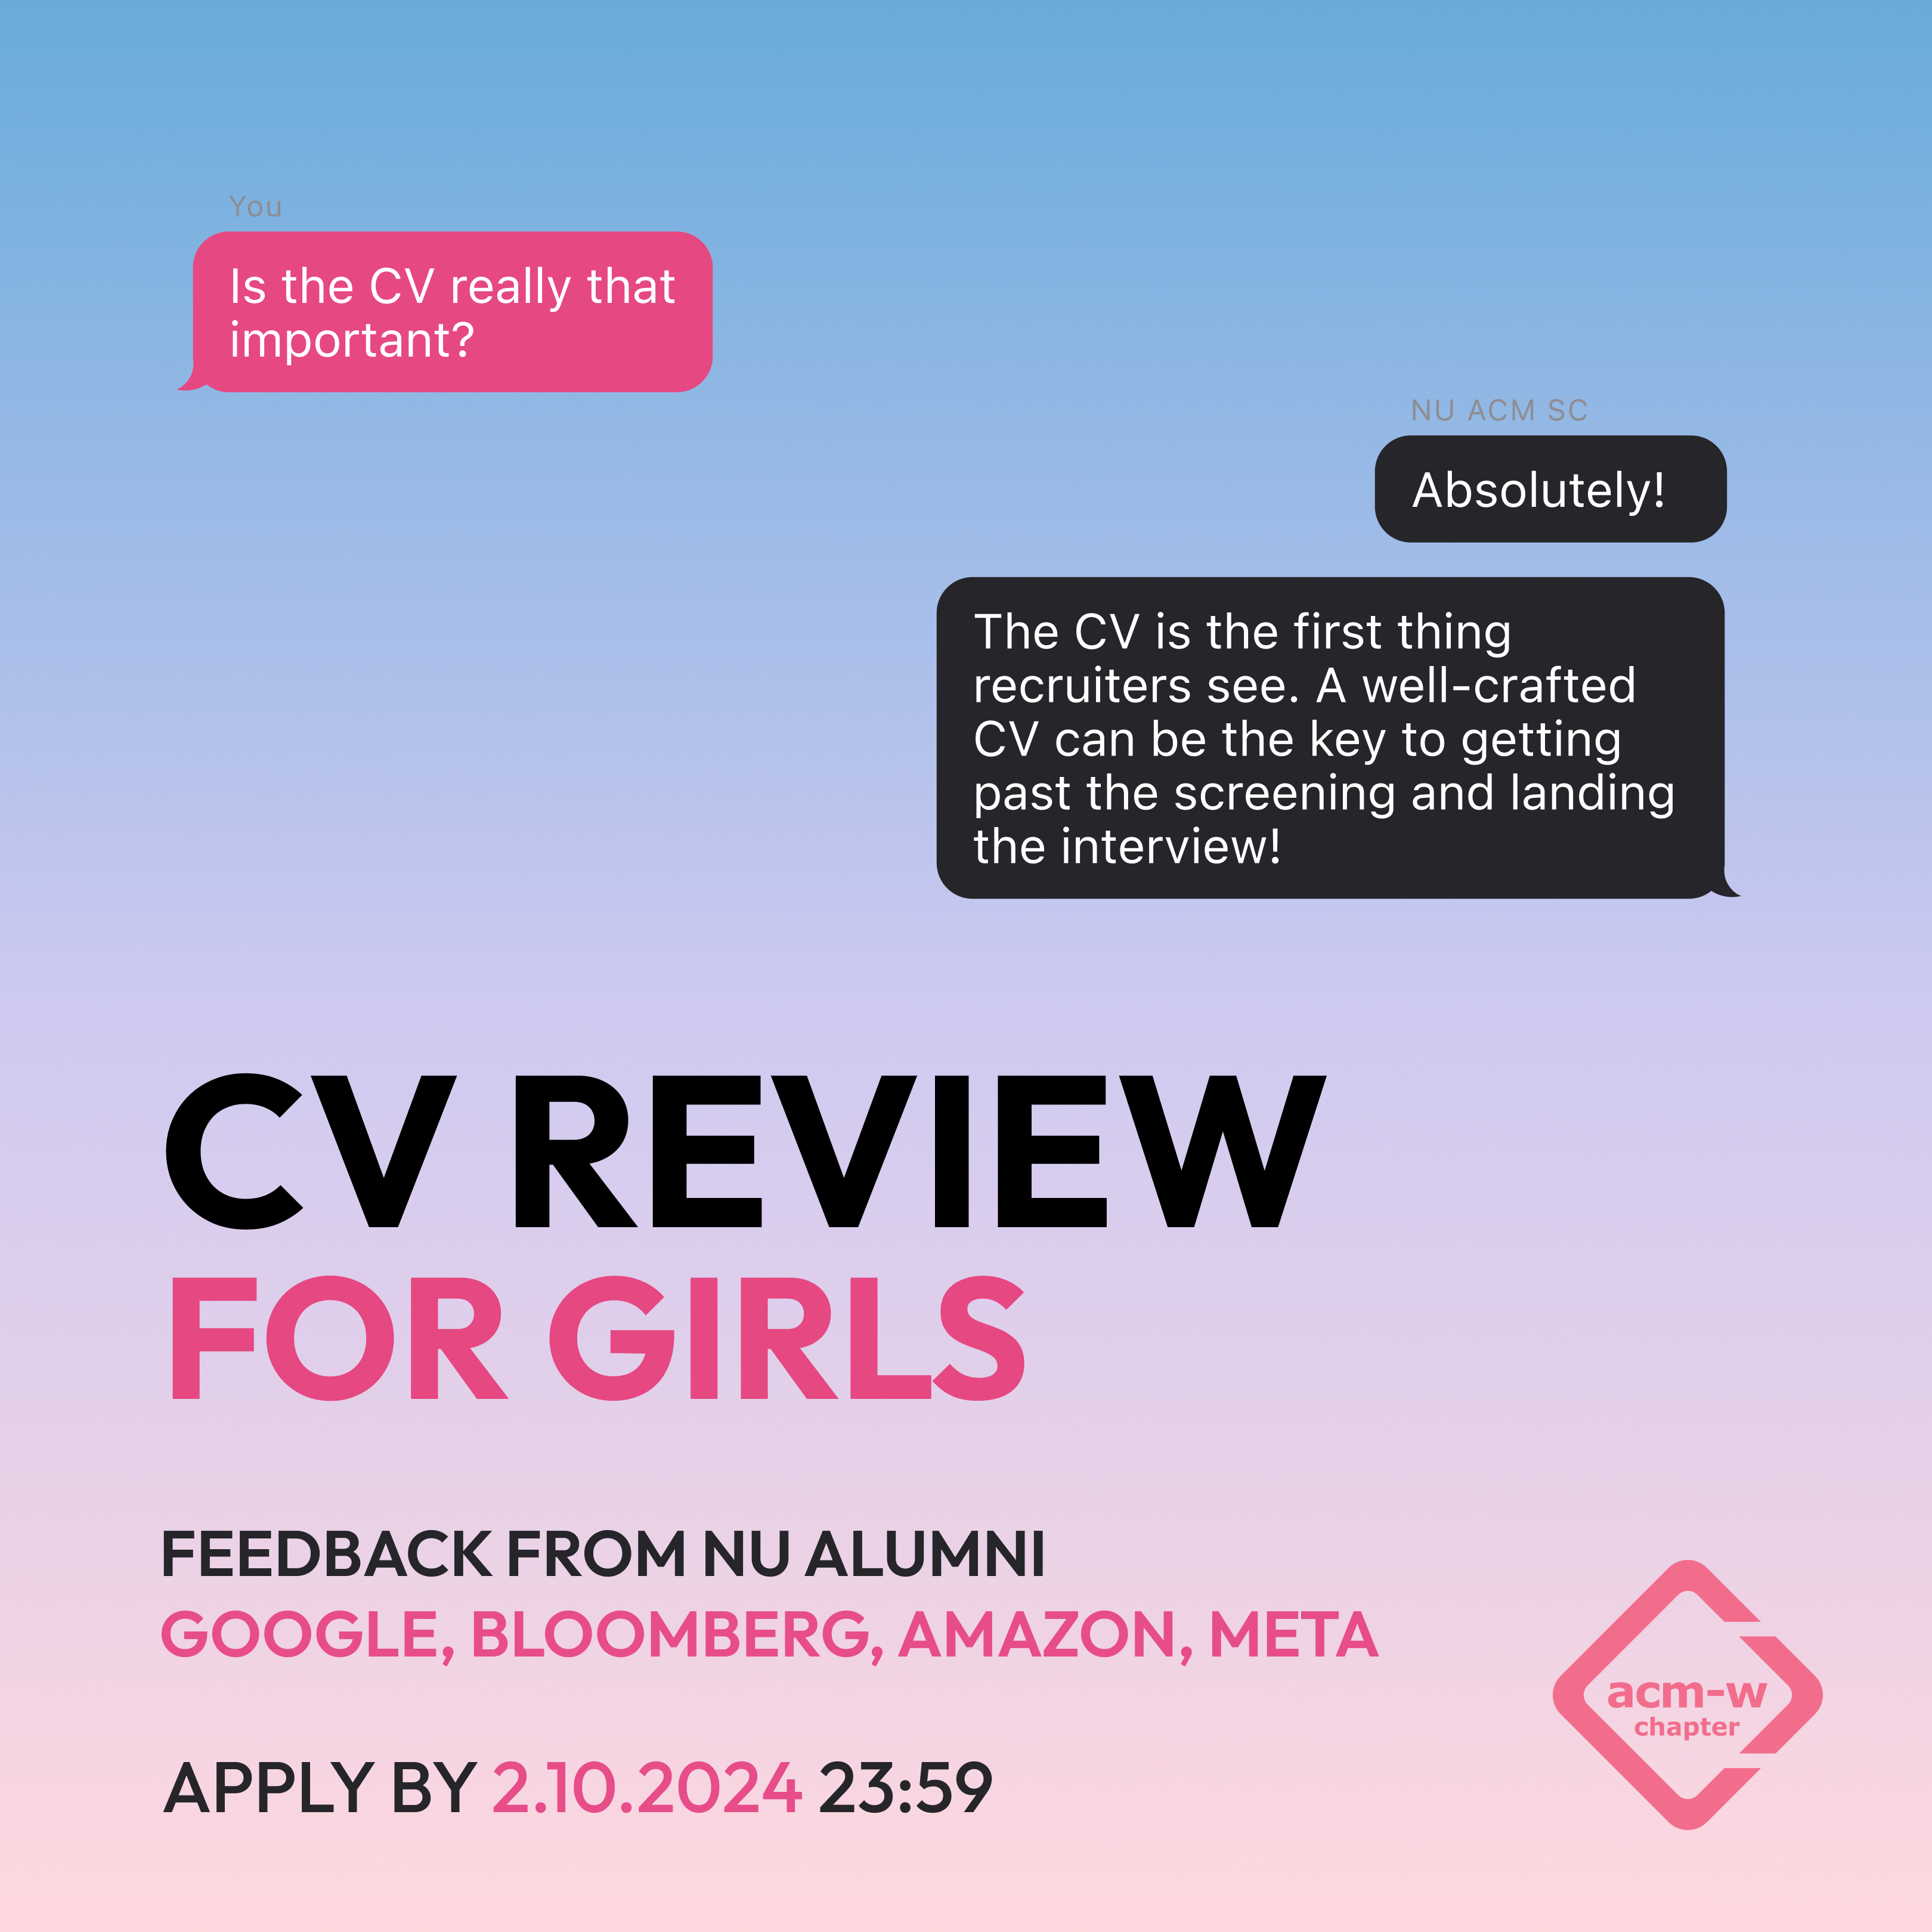 You
Is the CV really that
important?
NU ACM SC
Absolutely!
The CV is the first thing
recruiters see. A well-crafted
CV can be the key to getting
past the screening and landing
the interview!
CV REVIEW
FOR GIRLS
FEEDBACK FROM NU ALUMNI
GOOGLE, BLOOMBERG, AMAZON, META
acm-w
chapter
APPLY BY 2.10.2024 23:59